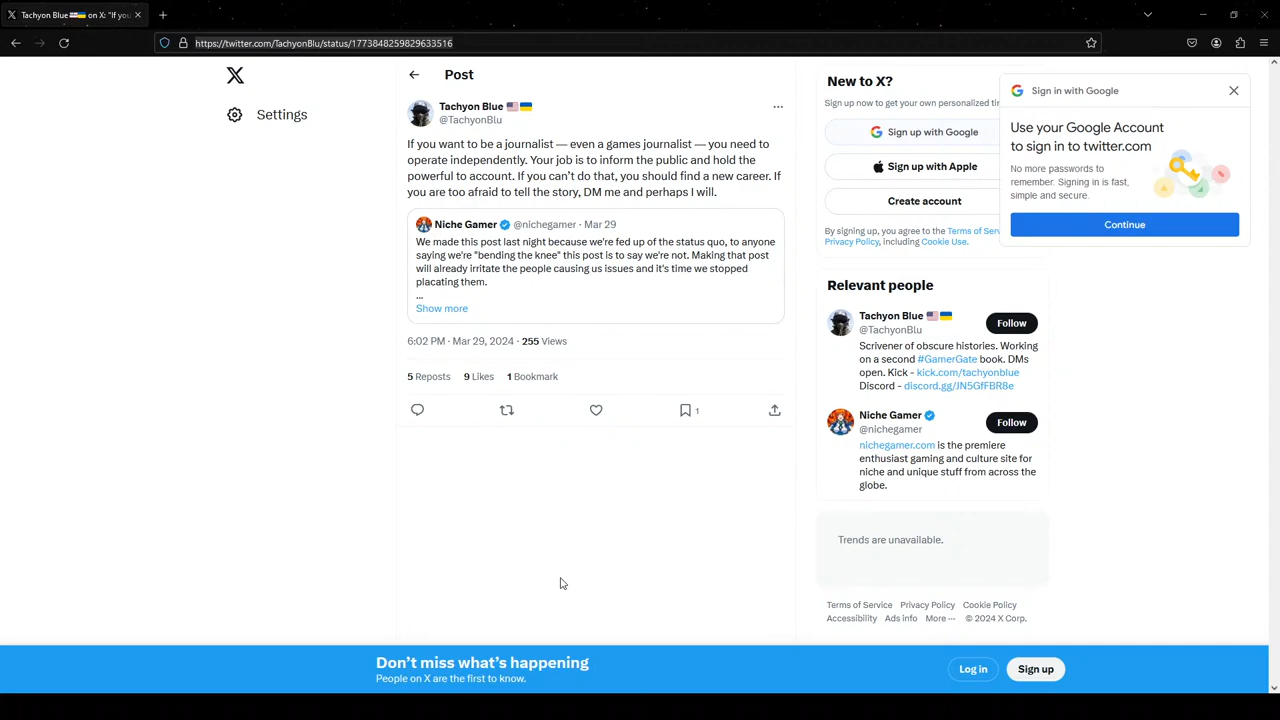 Tachyon Blue 🇺🇸🇺🇦 on X: "If you
https://twitter.com/TachyonBlu/status/1773848259829633516
Settings
Post
Tachyon Blue 🇺🇸🇺🇦
@TachyonBlu
If you want to be a journalist — even a games journalist — you need to
operate independently. Your job is to inform the public and hold the
powerful to account. If you can't do that, you should find a new career. If
you are too afraid to tell the story, DM me and perhaps I will.
Niche Gamer @nichegamer · Mar 29
We made this post last night because we're fed up of the status quo, to anyone
saying we're "bending the knee" this post is to say we're not. Making that post
will already irritate the people causing us issues and it's time we stopped
placating them.
...
Show more
6:02 PM · Mar 29, 2024 · 255 Views
5 Reposts 9 Likes 1 Bookmark
1
New to X?
Sign up now to get your own personalized tim
Sign up with Google
Sign up with Apple
Create account
By signing up, you agree to the Terms of Serv
Privacy Policy, including Cookie Use.
Sign in with Google
Use your Google Account
to sign in to twitter.com
No more passwords to
remember. Signing in is fast,
simple and secure.
Continue
Relevant people
Tachyon Blue 🇺🇸🇺🇦
@TachyonBlu
Follow
Scrivener of obscure histories. Working
on a second #GamerGate book. DMs
open. Kick - kick.com/tachyonblue
Discord - discord.gg/JN5GfFBR8e
Niche Gamer
@nichegamer
Follow
nichegamer.com is the premiere
enthusiast gaming and culture site for
niche and unique stuff from across the
globe.
Trends are unavailable.
Terms of Service Privacy Policy Cookie Policy
Accessibility Ads info More ··· © 2024 X Corp.
Don't miss what's happening
People on X are the first to know.
Log in
Sign up